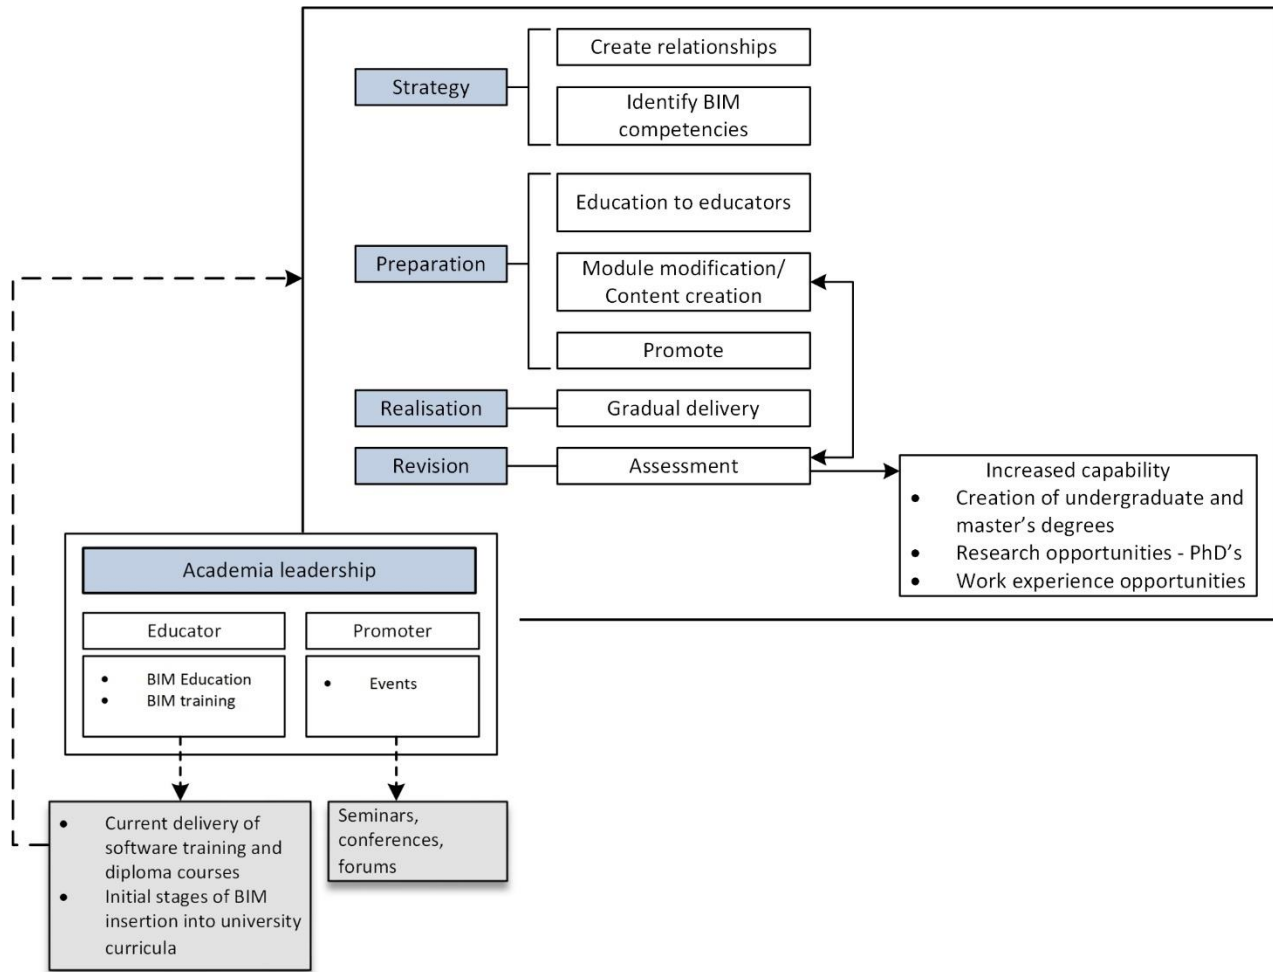 Strategy
Create relationships
Identify BIM
competencies
Preparation
Education to educators
Module modification/
Content creation
Promote
Realisation
Gradual delivery
Revision
Assessment
Increased capability
• Creation of undergraduate and
master's degrees
• Research opportunities - PhD's
• Work experience opportunities
Academia leadership
Educator
• BIM Education
• BIM training
Promoter
• Events
• Current delivery of
software training and
diploma courses
• Initial stages of BIM
insertion into university
curricula
Seminars,
conferences,
forums